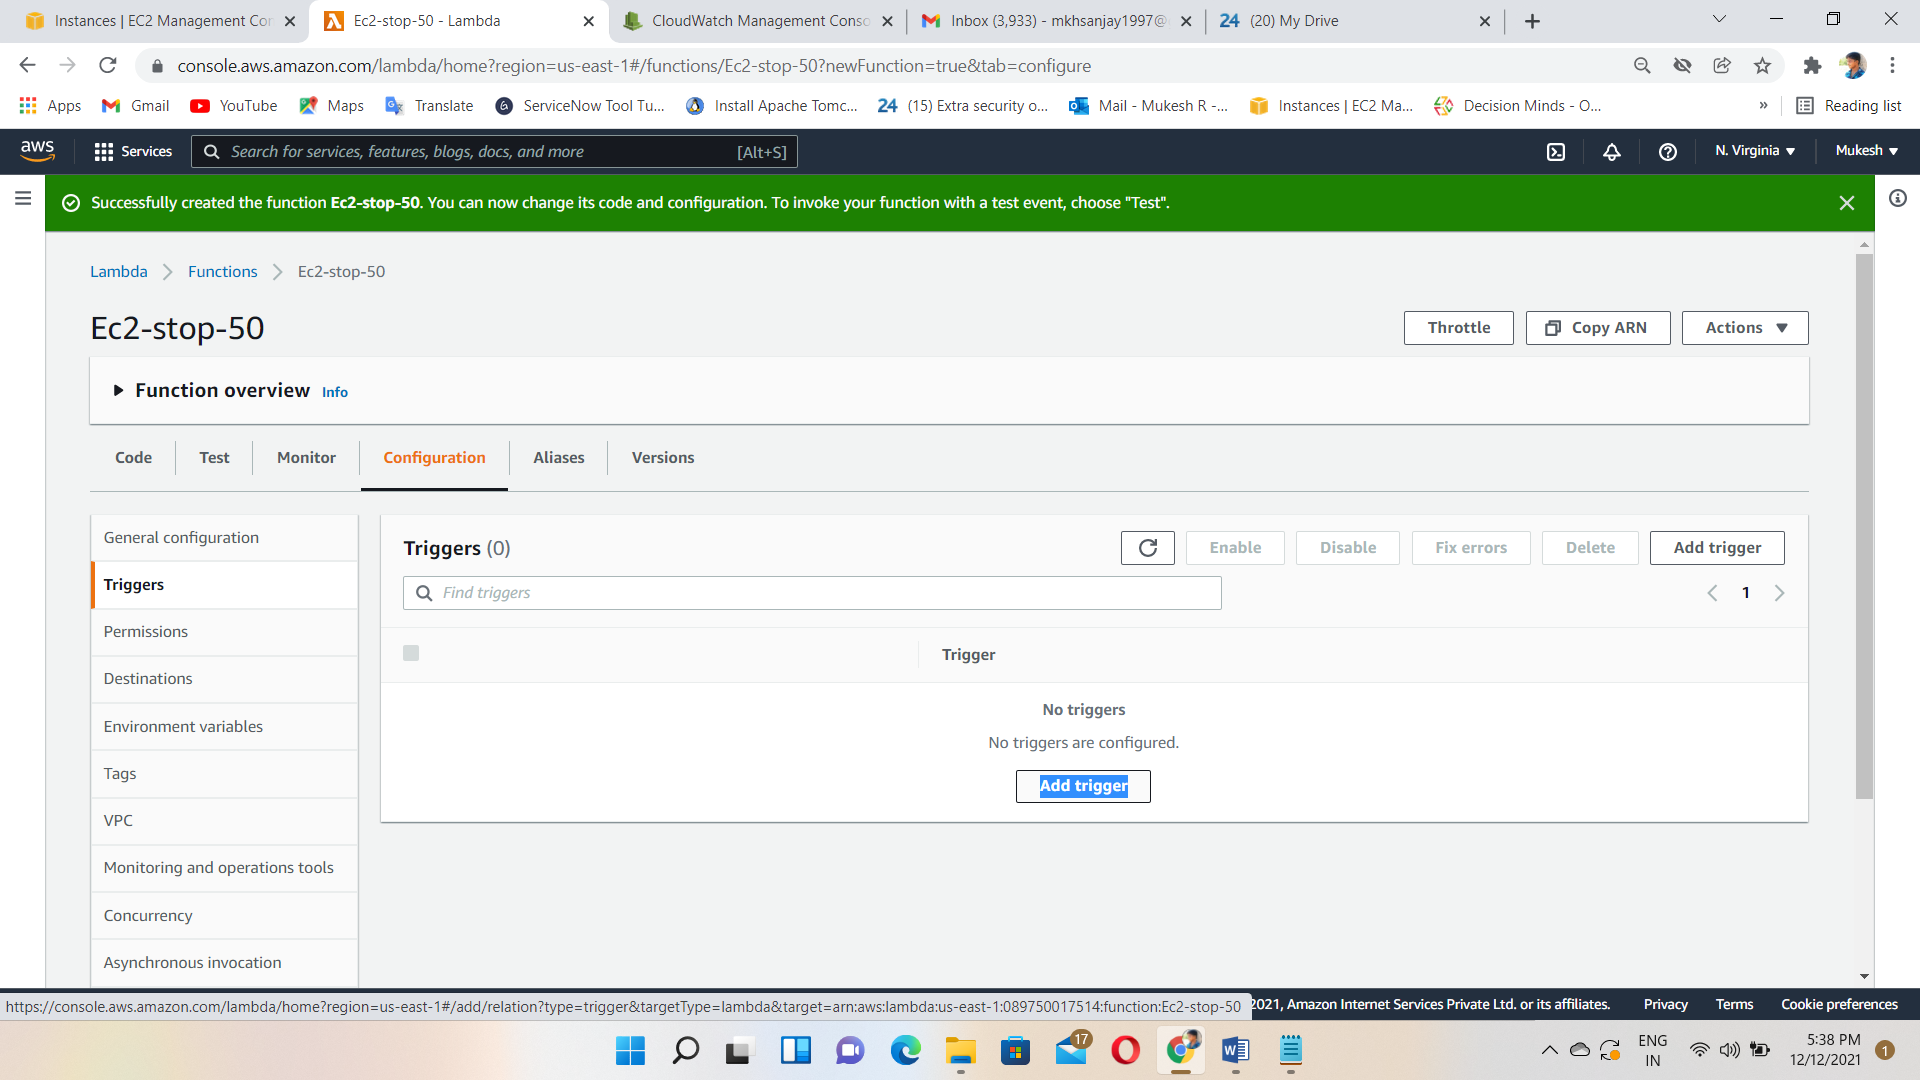 Instances | EC2 Management Con
Ec2-stop-50 - Lambda
CloudWatch Management Conso
Inbox (3,933) - mkhsanjay1997@
24 (20) My Drive
console.aws.amazon.com/lambda/home?region=us-east-1#/functions/Ec2-stop-50?newFunction=true&tab=configure
Apps
Gmail
YouTube
Maps
Translate
ServiceNow Tool Tu...
Install Apache Tomc...
24 (15) Extra security o...
Mail - Mukesh R -...
Instances | EC2 Ma...
Decision Minds - O...
»
Reading list
aws
Services
Search for services, features, blogs, docs, and more
[Alt+S]
N. Virginia
Mukesh
Successfully created the function Ec2-stop-50. You can now change its code and configuration. To invoke your function with a test event, choose "Test".
Lambda
Functions
Ec2-stop-50
Ec2-stop-50
Throttle
Copy ARN
Actions
Function overview Info
Code
Test
Monitor
Configuration
Aliases
Versions
General configuration
Triggers
Permissions
Destinations
Environment variables
Tags
VPC
Monitoring and operations tools
Concurrency
Asynchronous invocation
Triggers (0)
Enable
Disable
Fix errors
Delete
Add trigger
Find triggers
1
Trigger
No triggers
No triggers are configured.
Add trigger
https://console.aws.amazon.com/lambda/home?region=us-east-1#/add/relation?type=trigger&targetType=lambda&target=arn:aws:lambda:us-east-1:089750017514:function:Ec2-stop-50
2021, Amazon Internet Services Private Ltd. or its affiliates.
Privacy
Terms
Cookie preferences
17
ENG
IN
5:38 PM
12/12/2021
1